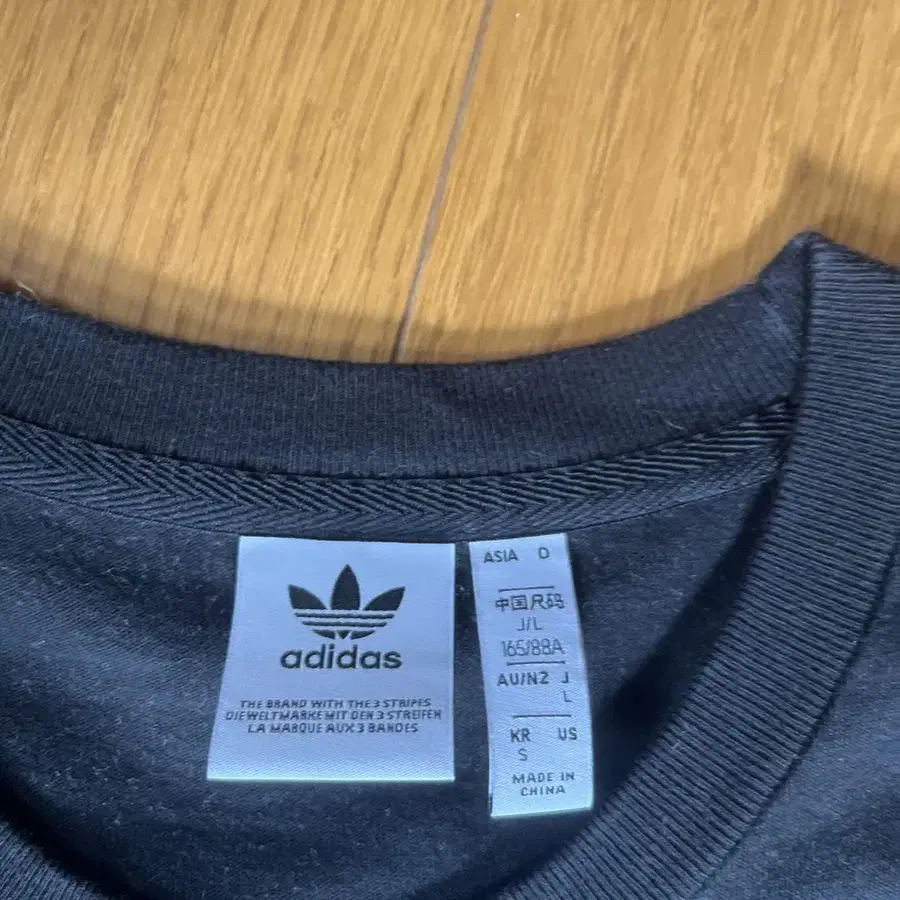 adidas
THE BRAND WITH THE 3 STRIPES
DIE WELTMARKE MIT DEN 3 STREIFEN
LA MARQUE AUX 3 BANDES
ASIA D
中国尺码
J/L
165/88A
AU/NZ J
L
KR US
S
MADE IN
CHINA